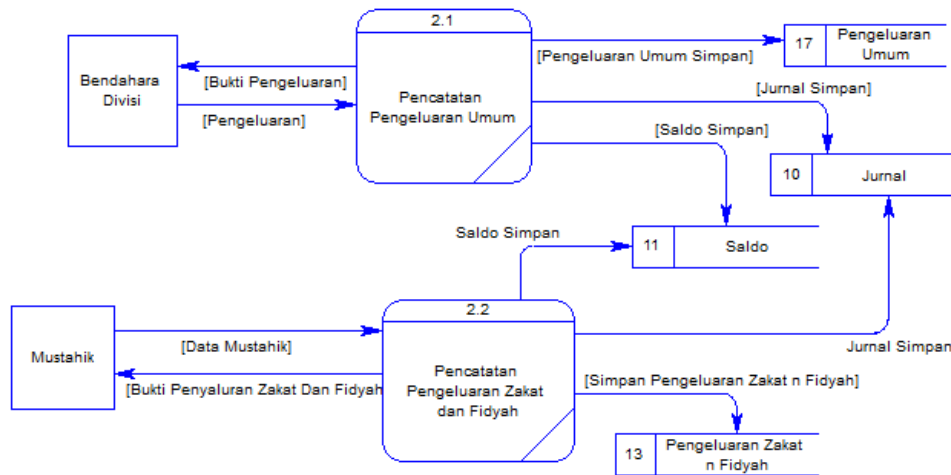 2.1
17
Pengeluaran
Umum
[Pengeluaran Umum Simpan]
Bendahara
Divisi
[Bukti Pengeluaran]
[Pengeluaran]
Pencatatan
Pengeluaran Umum
[Jurnal Simpan]
[Saldo Simpan]
10
Jurnal
Saldo Simpan
11
Saldo
2.2
Mustahik
[Data Mustahik]
[Bukti Penyaluran Zakat Dan Fidyah
Pencatatan
Pengeluaran Zakat
dan Fidyah
Jurnal Simpan
[Simpan Pengeluaran Zakat n Fidyah]
13
Pengeluaran Zakat
n Fidyah